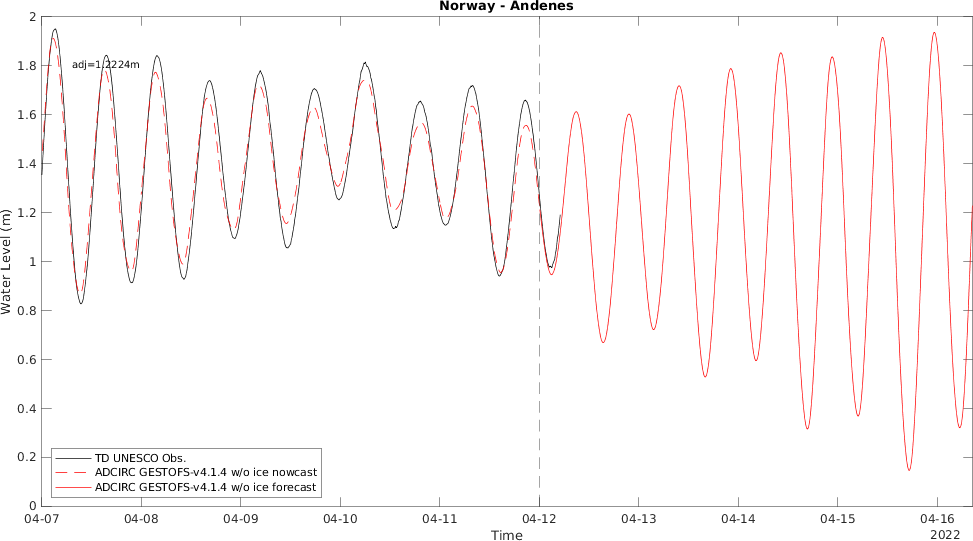 Norway - Andenes
2
1.8
1.6
1.4
1.2
1
0.8
0.6
0.4
0.2
0
Water Level (m)
adj=1.2224m
TD UNESCO Obs.
ADCIRC GESTOFS-v4.1.4 w/o ice nowcast
ADCIRC GESTOFS-v4.1.4 w/o ice forecast
04-07 04-08 04-09 04-10 04-11 04-12 04-13 04-14 04-15 04-16
2022
Time